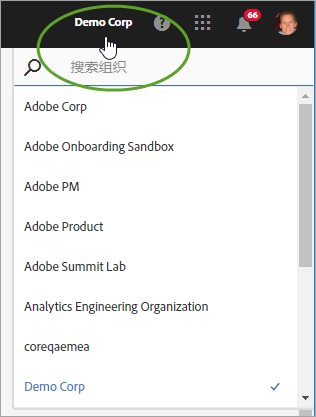 Demo Corp
?
66
搜索组织
Adobe Corp
Adobe Onboarding Sandbox
Adobe PM
Adobe Product
Adobe Summit Lab
Analytics Engineering Organization
coreqaemea
Demo Corp